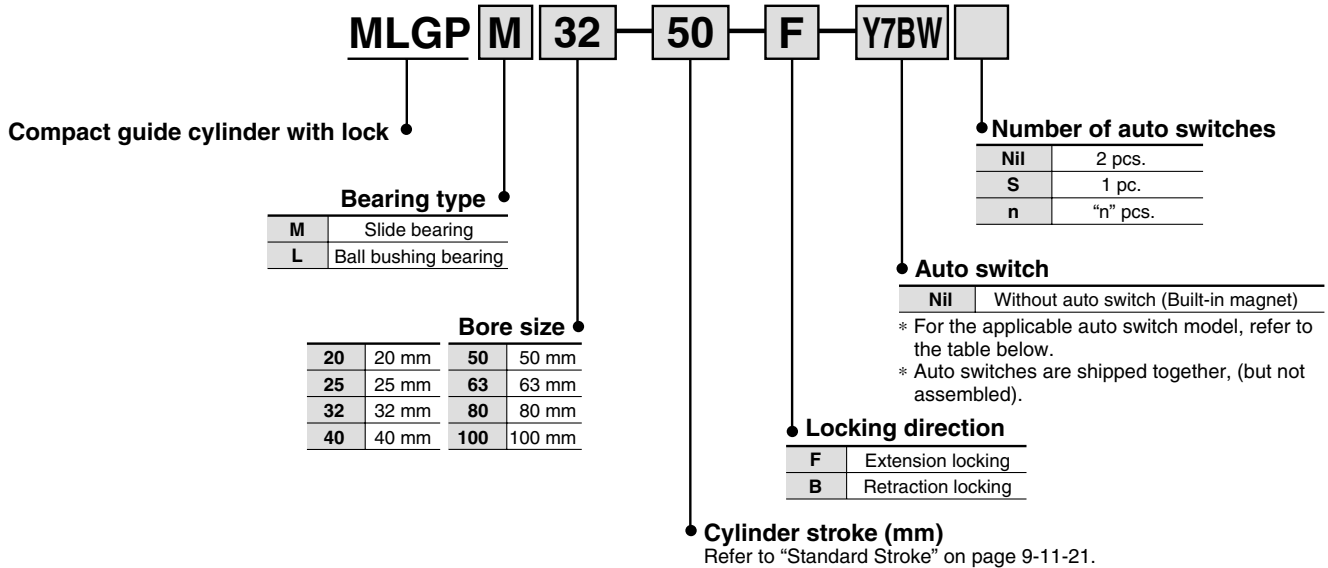 MLGP M 32 — 50 — F — Y7BW
Compact guide cylinder with lock
Number of auto switches
Nil 2 pcs.
S 1 pc.
n “n” pcs.
Bearing type
M Slide bearing
L Ball bushing bearing
Auto switch
Nil Without auto switch (Built-in magnet)
* For the applicable auto switch model, refer to
the table below.
* Auto switches are shipped together, (but not
assembled).
Bore size
20 20 mm 50 50 mm
25 25 mm 63 63 mm
32 32 mm 80 80 mm
40 40 mm 100 100 mm
Locking direction
F Extension locking
B Retraction locking
Cylinder stroke (mm)
Refer to “Standard Stroke” on page 9-11-21.